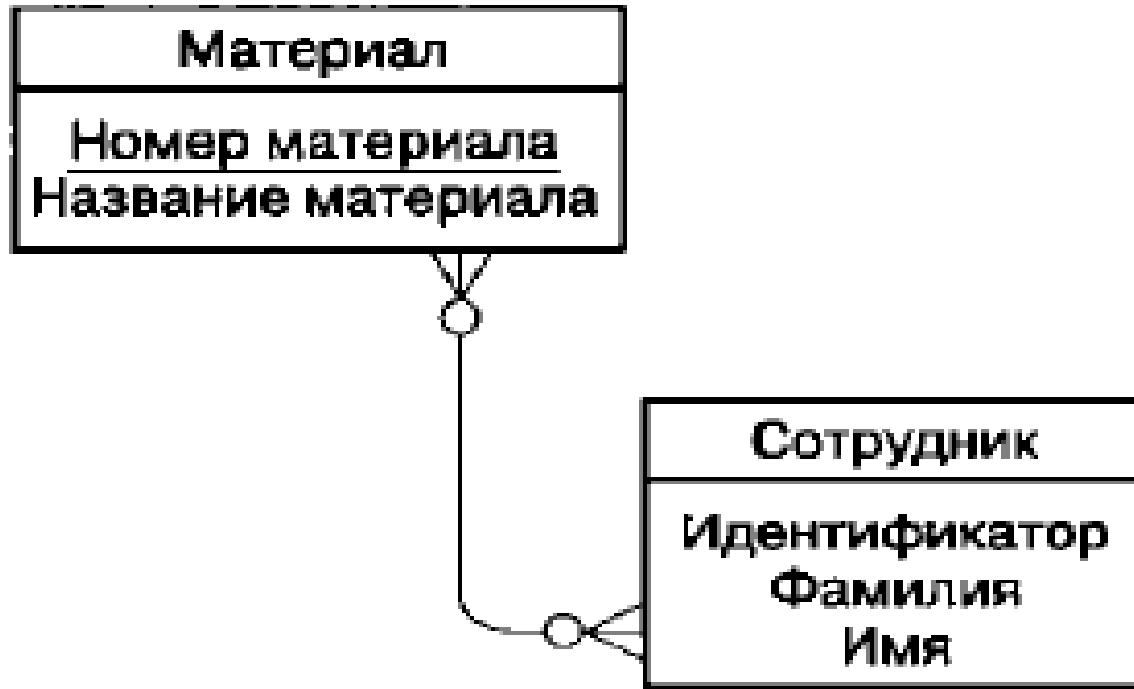 Материал
Номер материала
Название материала
Сотрудник
Идентификатор
Фамилия
Имя